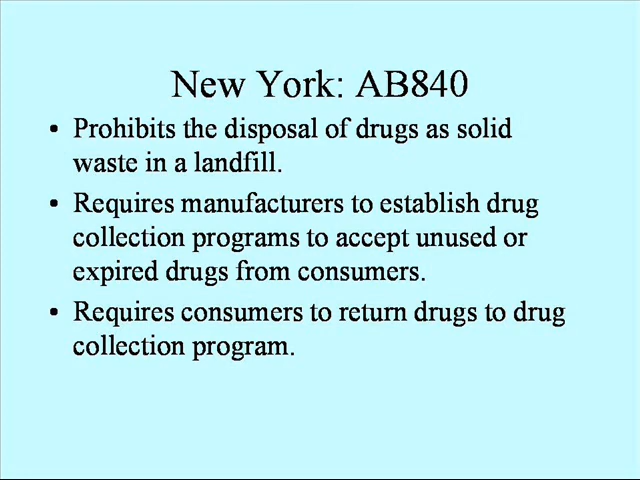 New York: AB840
• Prohibits the disposal of drugs as solid
waste in a landfill.
• Requires manufacturers to establish drug
collection programs to accept unused or
expired drugs from consumers.
• Requires consumers to return drugs to drug
collection program.